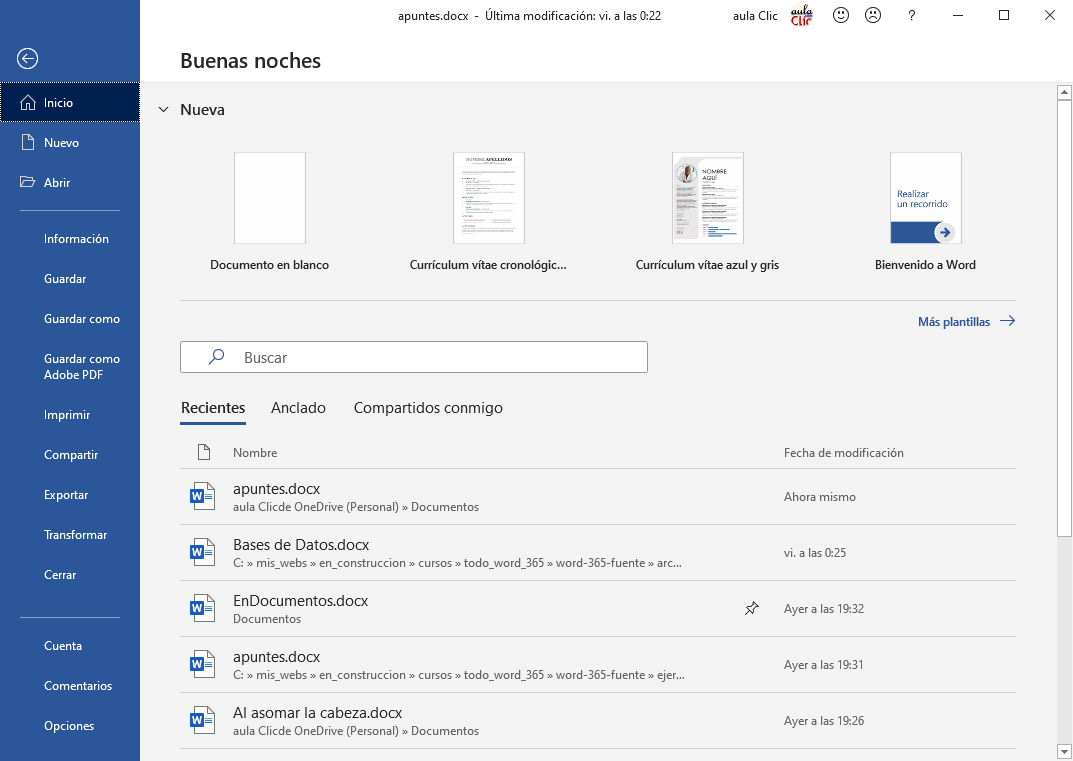 apuntes.docx - Última modificación: vi. a las 0:22
aula Clic
aula
Clic
?
Buenas noches
Inicio
Nuevo
Abrir
Información
Guardar
Guardar como
Guardar como
Adobe PDF
Imprimir
Compartir
Exportar
Transformar
Cerrar
Cuenta
Comentarios
Opciones
Nueva
NOMBRE APELLIDOS
NOMBRE
AQUÍ
Realizar
un recorrido
Documento en blanco
Currículum vítae cronológic...
Currículum vítae azul y gris
Bienvenido a Word
Más plantillas
Buscar
Recientes
Anclado
Compartidos conmigo
Nombre
Fecha de modificación
apuntes.docx
aula Clicde OneDrive (Personal) » Documentos
Ahora mismo
Bases de Datos.docx
C: » mis_webs » en_construccion » cursos » todo_word_365 » word-365-fuente » arc...
vi. a las 0:25
EnDocumentos.docx
Documentos
Ayer a las 19:32
apuntes.docx
C: » mis_webs » en_construccion » cursos » todo_word_365 » word-365-fuente » ejer...
Ayer a las 19:31
Al asomar la cabeza.docx
aula Clicde OneDrive (Personal) » Documentos
Ayer a las 19:26